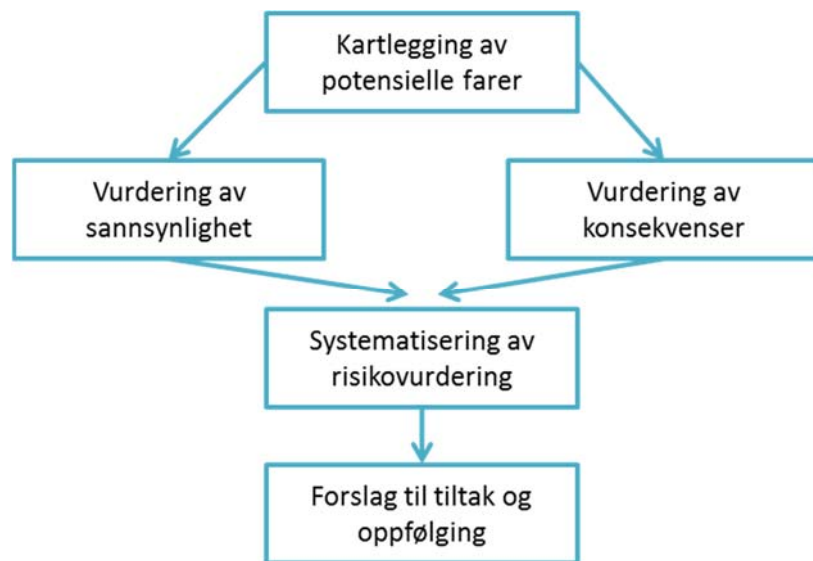 Kartlegging av
potensielle farer
Vurdering av
sannsynlighet
Vurdering av
konsekvenser
Systematisering av
risikovurdering
Forslag til tiltak og
oppfølging